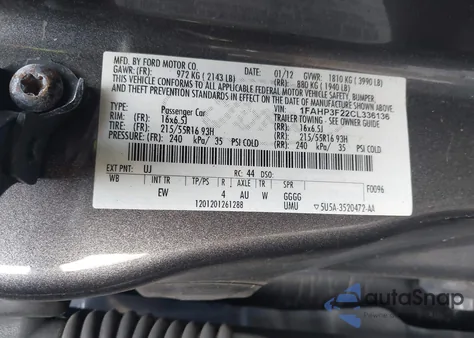 MFD. BY FORD MOTOR CO.
GAWR: (FR): 972 KG ( 2143 LB) 01/12 GVWR: 1810 KG ( 3990 LB)
(RR): 880 KG ( 1940 LB)
THIS VEHICLE CONFORMS TO ALL APPLICABLE FEDERAL MOTOR VEHICLE SAFETY, BUMPER,
AND THEFT PREVENTION STANDARDS IN EFFECT ON THE DATE OF MANUFACTURE SHOWN ABOVE.
1FAHP3F22CL336136
TYPE: Passenger Car
TRAILER TOWING - SEE OWNER GUIDE
RIM: (FR) 16x6.5J (RR): 16x6.5J
TIRE: (FR): 215/55R16 93H (RR): 215/55R16 93H
PRESSURE: (FR): 240 kPa/ 35 PSI COLD (RR): 240 kPa/ 35 PSI COLD
EXT PNT: UJ RC: 44 DSO:
WB INT TR TP/PS R AXLE TR SPR F0096
EW 4 AU W GGGG
1201201261288 UMU 5U5A-3520472-AA
autoSnap